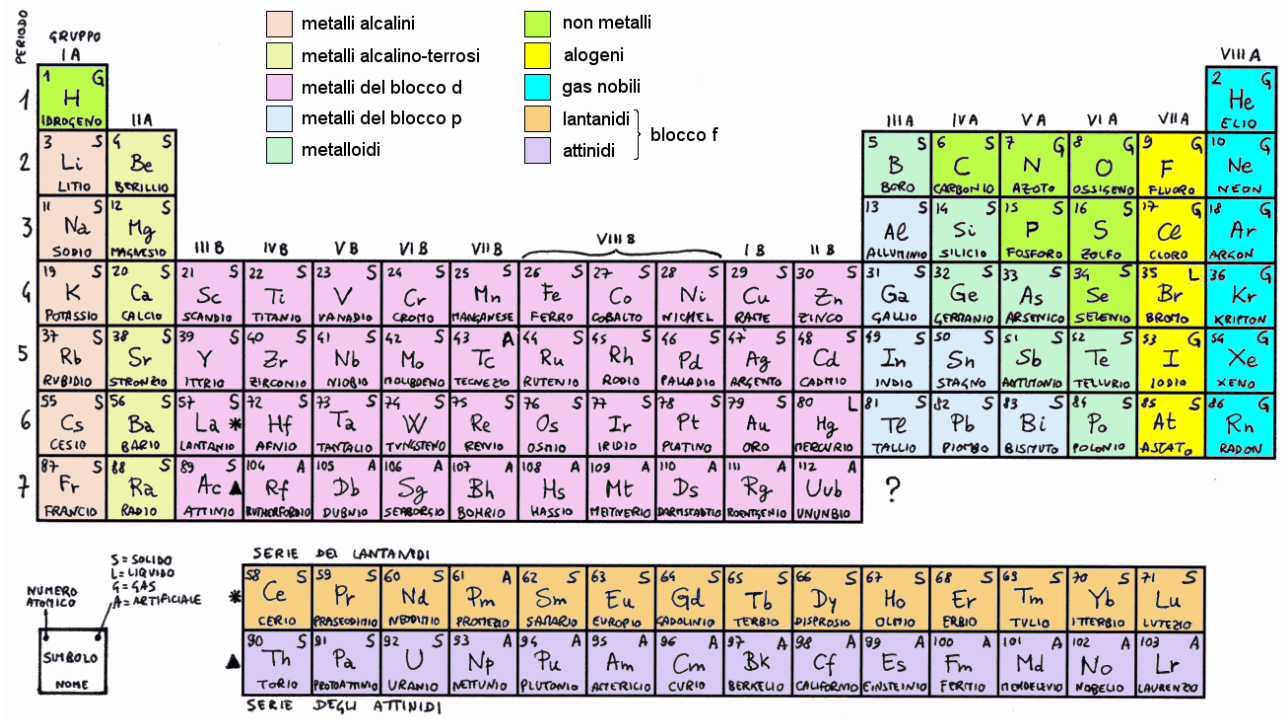 PERIODO
GRUPPO
I A
II A
III B
IV B
V B
VI B
VII B
VIII B
I B
II B
III A
IV A
V A
VI A
VII A
VIII A
metalli alcalini
metalli alcalino-terrosi
metalli del blocco d
metalli del blocco p
metalloidi
non metalli
alogeni
gas nobili
lantanidi
attinidi
blocco f
1
1 G H IDROGENO
2 G He ELIO
2
3 S Li LITIO
4 S Be BERILLIO
5 S B BORO
6 S C CARBONIO
7 G N AZOTO
8 G O OSSIGENO
9 G F FLUORO
10 G Ne NEON
3
11 S Na SODIO
12 S Mg MAGNESIO
13 S Al ALLUMINIO
14 S Si SILICIO
15 S P FOSFORO
16 S S ZOLFO
17 G Cl CLORO
18 G Ar ARGON
4
19 S K POTASSIO
20 S Ca CALCIO
21 S Sc SCANDIO
22 S Ti TITANIO
23 S V VANADIO
24 S Cr CROMO
25 S Mn MANGANESE
26 S Fe FERRO
27 S Co COBALTO
28 S Ni NICHEL
29 S Cu RAME
30 S Zn ZINCO
31 S Ga GALLIO
32 S Ge GERMANIO
33 S As ARSENICO
34 S Se SELENIO
35 L Br BROMO
36 G Kr KRIPTON
5
37 S Rb RUBIDIO
38 S Sr STRONZIO
39 S Y ITTRIO
40 S Zr ZIRCONIO
41 S Nb NIOBIO
42 S Mo MOLIBDENO
43 A Tc TECNEZIO
44 S Ru RUTENIO
45 S Rh RODIO
46 S Pd PALLADIO
47 S Ag ARGENTO
48 S Cd CADMIO
49 S In INDIO
50 S Sn STAGNO
51 S Sb ANTIMONIO
52 S Te TELLURIO
53 G I IODIO
54 G Xe XENO
6
55 S Cs CESIO
56 S Ba BARIO
57 S La * LANTANIO
72 S Hf AFNIO
73 S Ta TANTALIO
74 S W TUNGSTENO
75 S Re RENIO
76 S Os OSMIO
77 S Ir IRIDIO
78 S Pt PLATINO
79 S Au ORO
80 L Hg MERCURIO
81 S Tl TALLIO
82 S Pb PIOMBO
83 S Bi BISMUTO
84 S Po POLONIO
85 S At ASTATO
86 G Rn RADON
7
87 S Fr FRANCIO
88 S Ra RADIO
89 S Ac ▲ ATTINIO
104 A Rf RUTHERFORDIO
105 A Db DUBNIO
106 A Sg SEABORGIO
107 A Bh BOHRIO
108 A Hs HASSIO
109 A Mt MEITNERIO
110 A Ds DARMSTADTIO
111 A Rg ROENTGENIO
112 A Uub UNUNBIO
?
S = SOLIDO
L = LIQUIDO
G = GAS
A = ARTIFICIALE
NUMERO
ATOMICO
SIMBOLO
NOME
SERIE DEI LANTANIDI
*
58 S Ce CERIO
59 S Pr PRASEODIMIO
60 S Nd NEODIMIO
61 A Pm PROMEZIO
62 S Sm SAMARIO
63 S Eu EUROPIO
64 S Gd GADOLINIO
65 S Tb TERBIO
66 S Dy DISPROSIO
67 S Ho OLMIO
68 S Er ERBIO
69 S Tm TULIO
70 S Yb ITTERBIO
71 S Lu LUTEZIO
▲
90 S Th TORIO
91 S Pa PROTOATTINIO
92 S U URANIO
93 A Np NETTUNIO
94 A Pu PLUTONIO
95 A Am AMERICIO
96 A Cm CURIO
97 A Bk BERKELIO
98 A Cf CALIFORNIO
99 A Es EINSTEINIO
100 A Fm FERMIO
101 A Md MENDELEVIO
102 A No NOBELIO
103 A Lr LAURENZIO
SERIE DEGLI ATTINIDI